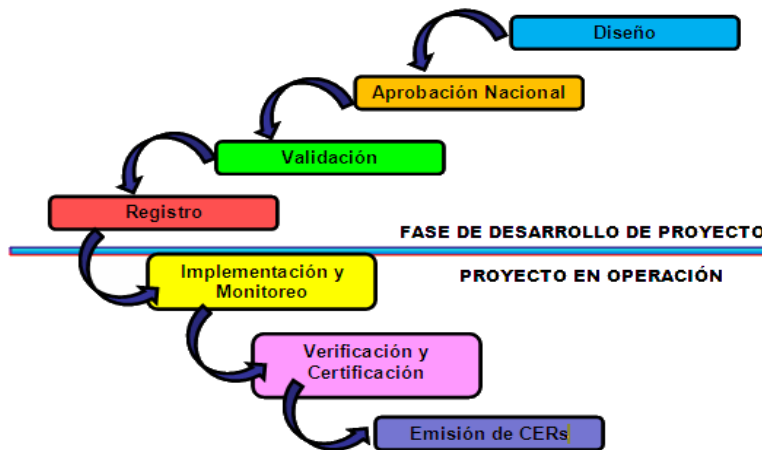 Diseño
Aprobación Nacional
Validación
Registro
FASE DE DESARROLLO DE PROYECTO
PROYECTO EN OPERACIÓN
Implementación y
Monitoreo
Verificación y
Certificación
Emisión de CERs